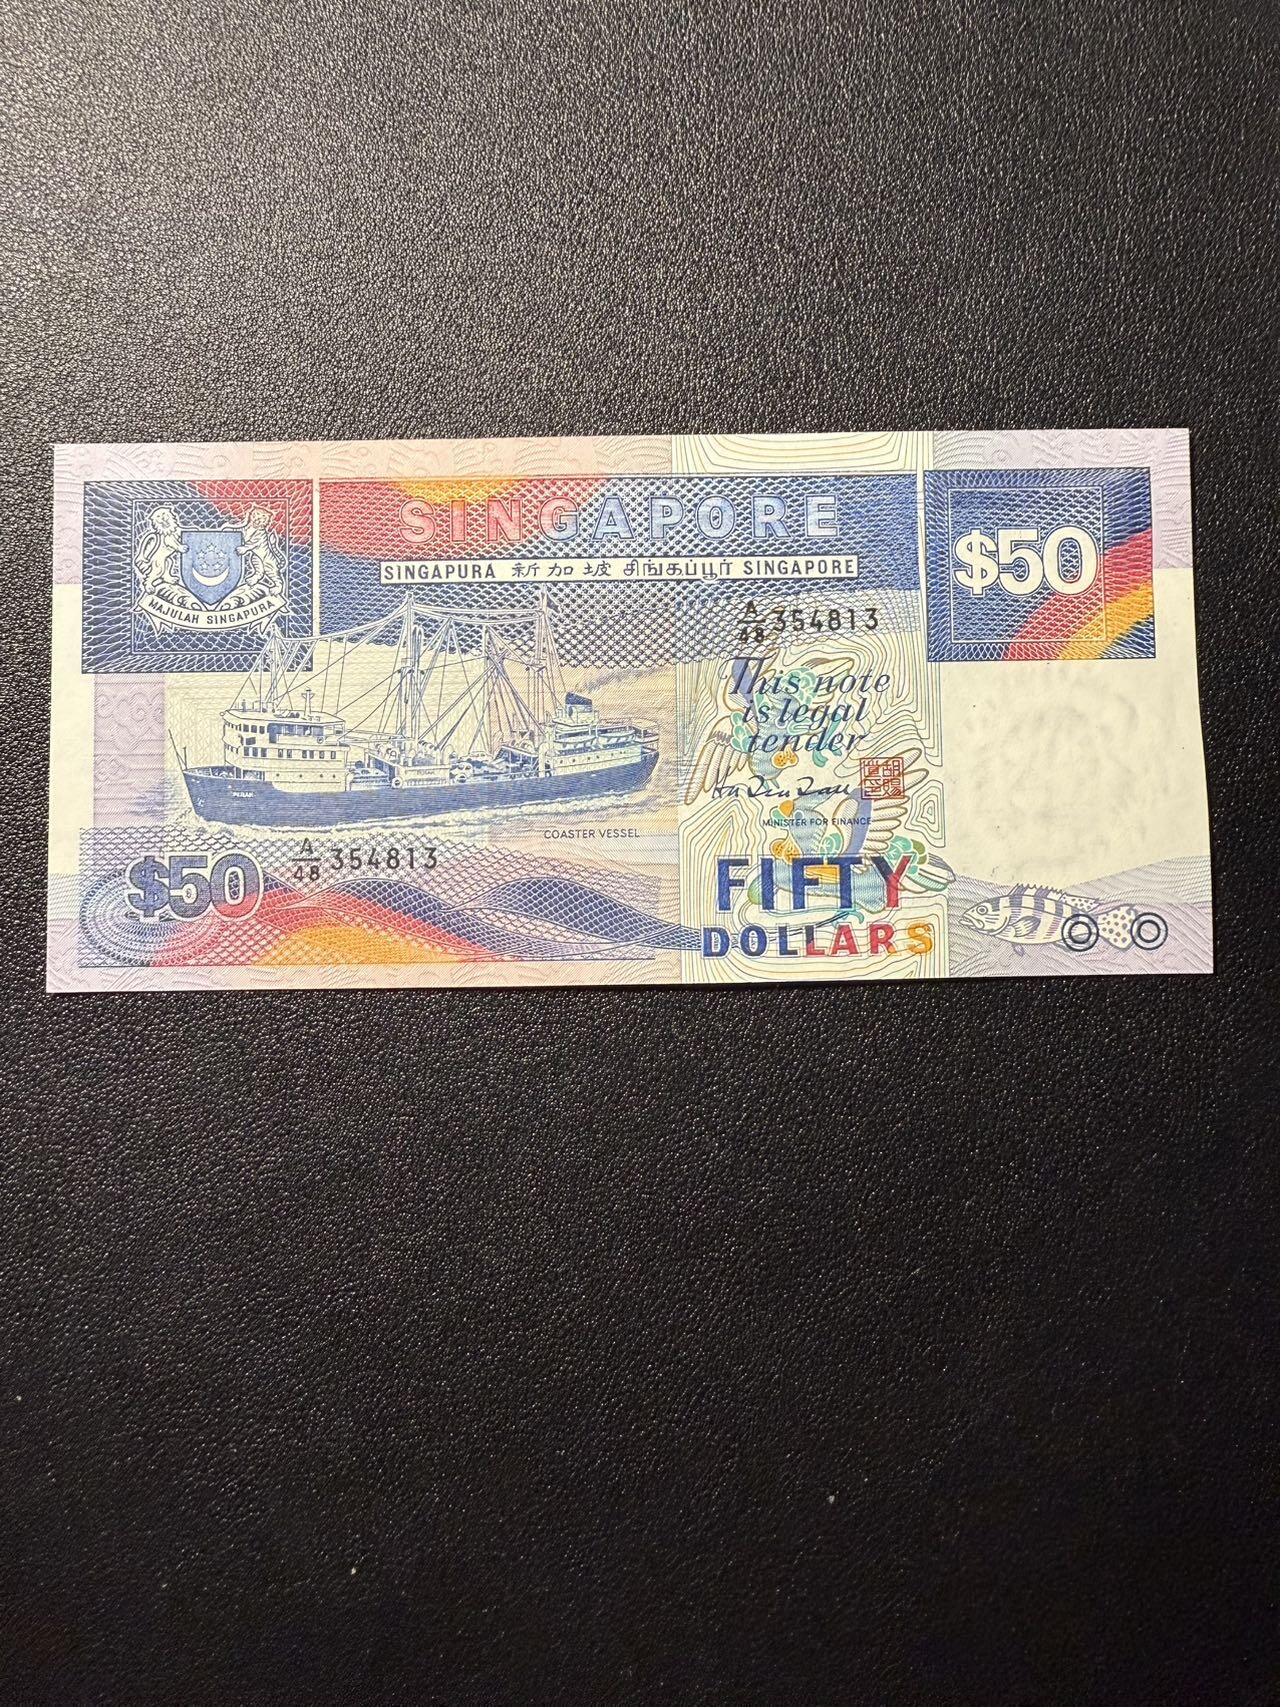 SINGAPORE
$50
SINGAPURA 新加坡 சிங்கப்பூர் SINGAPORE
MAJULAH SINGAPURA
A/48 354813
This note
is legal
tender
PERAK
MINISTER FOR FINANCE
COASTER VESSEL
A/48 354813
$50
FIFTY
DOLLARS